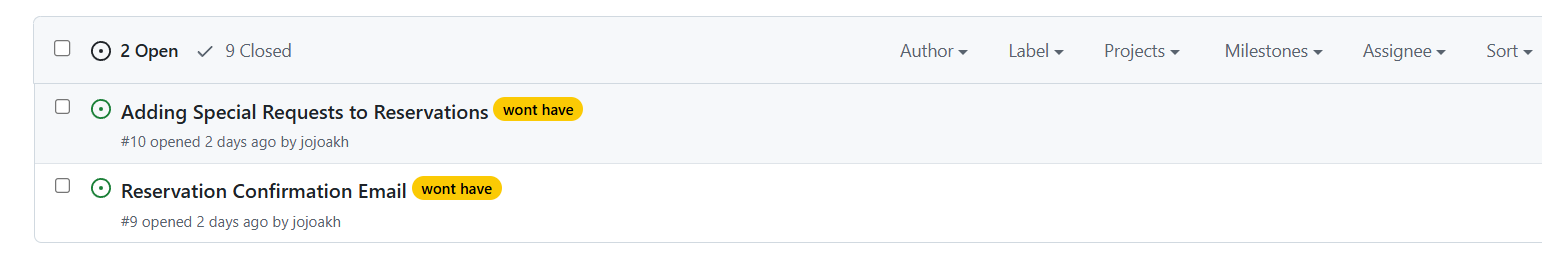 2 Open 9 Closed Author Label Projects Milestones Assignee Sort
Adding Special Requests to Reservations wont have
#10 opened 2 days ago by jojoakh
Reservation Confirmation Email wont have
#9 opened 2 days ago by jojoakh